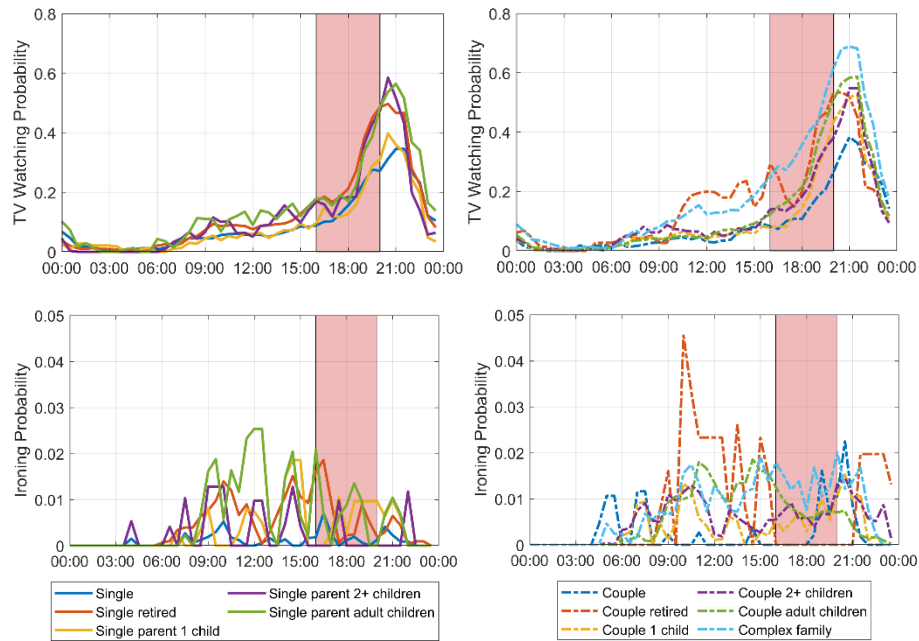 0.8
0.6
0.4
0.2
0
TV Watching Probability
00:00 03:00 06:00 09:00 12:00 15:00 18:00 21:00 00:00
0.8
0.6
0.4
0.2
0
TV Watching Probability
00:00 03:00 06:00 09:00 12:00 15:00 18:00 21:00 00:00
0.05
0.04
0.03
0.02
0.01
0
Ironing Probability
00:00 03:00 06:00 09:00 12:00 15:00 18:00 21:00 00:00
0.05
0.04
0.03
0.02
0.01
0
Ironing Probability
00:00 03:00 06:00 09:00 12:00 15:00 18:00 21:00 00:00
Single
Single retired
Single parent 1 child
Single parent 2+ children
Single parent adult children
Couple
Couple retired
Couple 1 child
Couple 2+ children
Couple adult children
Complex family